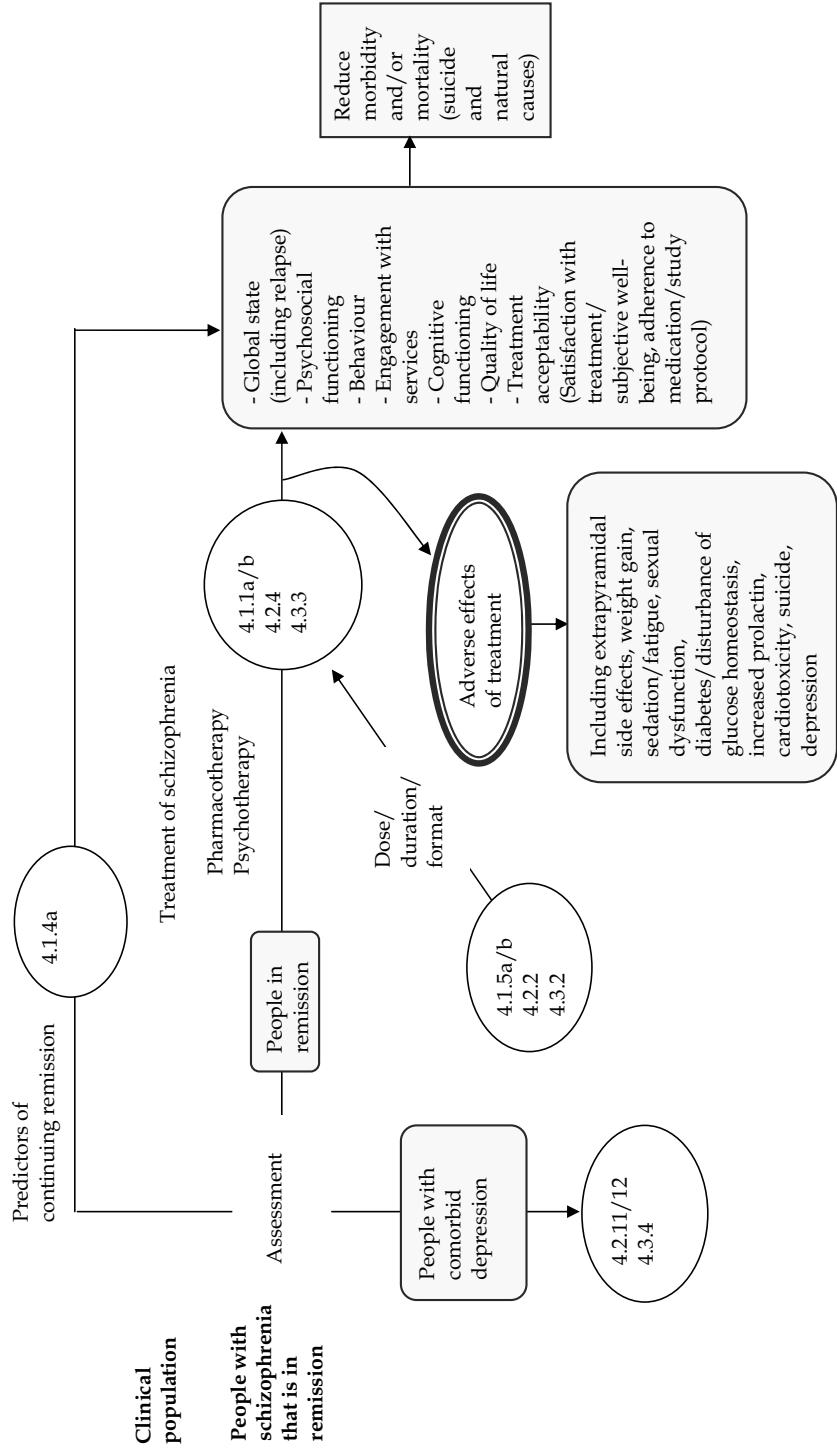 Clinical
population
People with
schizophrenia
that is in
remission
Predictors of
continuing remission
Assessment
People with
comorbid
depression
4.2.11/12
4.3.4
4.1.4a
Treatment of schizophrenia
Pharmacotherapy
Psychotherapy
People in
remission
4.1.5a/b
4.2.2
4.3.2
Dose/
duration/
format
4.1.1a/b
4.2.4
4.3.3
Adverse effects
of treatment
Including extrapyramidal
side effects, weight gain,
sedation/fatigue, sexual
dysfunction,
diabetes/disturbance of
glucose homeostasis,
increased prolactin,
cardiotoxicity, suicide,
depression
- Global state
(including relapse)
- Psychosocial
functioning
- Behaviour
- Engagement with
services
- Cognitive
functioning
- Quality of life
- Treatment
acceptability
(Satisfaction with
treatment/
subjective well-
being, adherence to
medication/study
protocol)
Reduce
morbidity
and/or
mortality
(suicide
and
natural
causes)